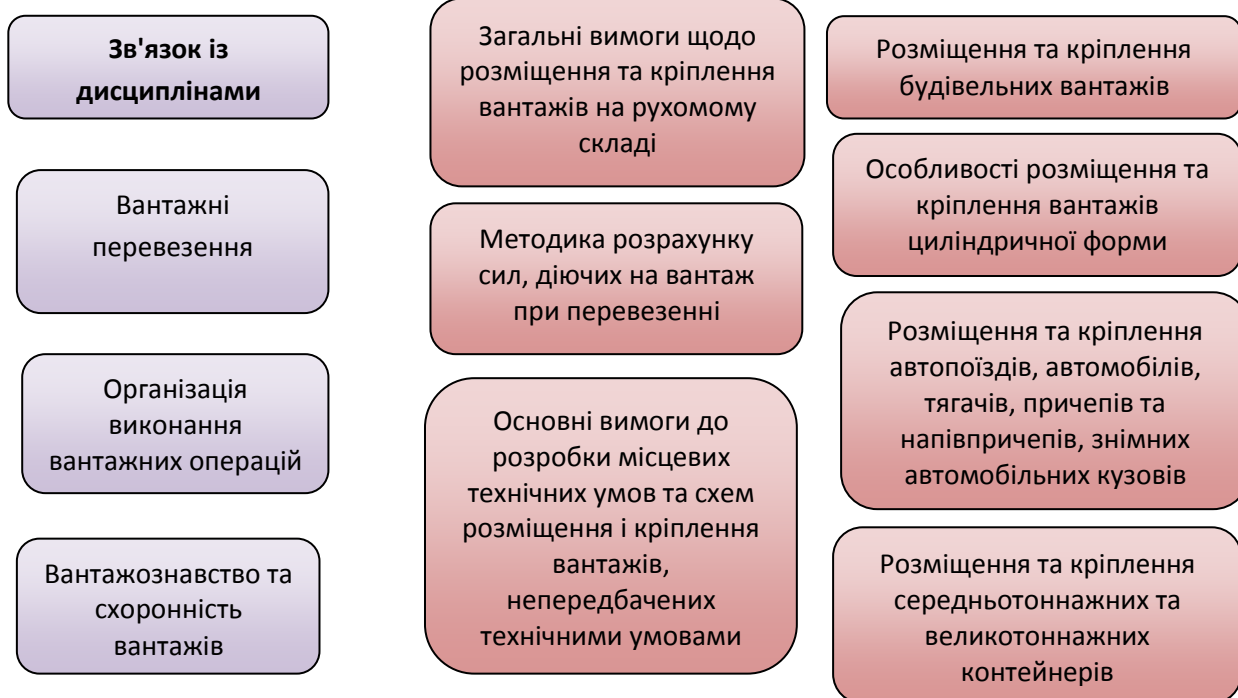 Зв'язок із
дисциплінами
Вантажні
перевезення
Організація
виконання
вантажних операцій
Вантажознавство та
схоронність
вантажів
Загальні вимоги щодо
розміщення та кріплення
вантажів на рухомому
складі
Методика розрахунку
сил, діючих на вантаж
при перевезенні
Основні вимоги до
розробки місцевих
технічних умов та схем
розміщення і кріплення
вантажів,
непередбачених
технічними умовами
Розміщення та кріплення
будівельних вантажів
Особливості розміщення та
кріплення вантажів
циліндричної форми
Розміщення та кріплення
автопоїздів, автомобілів,
тягачів, причепів та
напівпричепів, знімних
автомобільних кузовів
Розміщення та кріплення
середньотоннажних та
великотоннажних
контейнерів